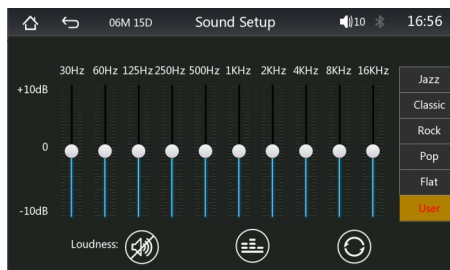 06M 15D Sound Setup 10 16:56
30Hz 60Hz 125Hz 250Hz 500Hz 1KHz 2KHz 4KHz 8KHz 16KHz
+10dB
0
-10dB
Jazz
Classic
Rock
Pop
Flat
User
Loudness: